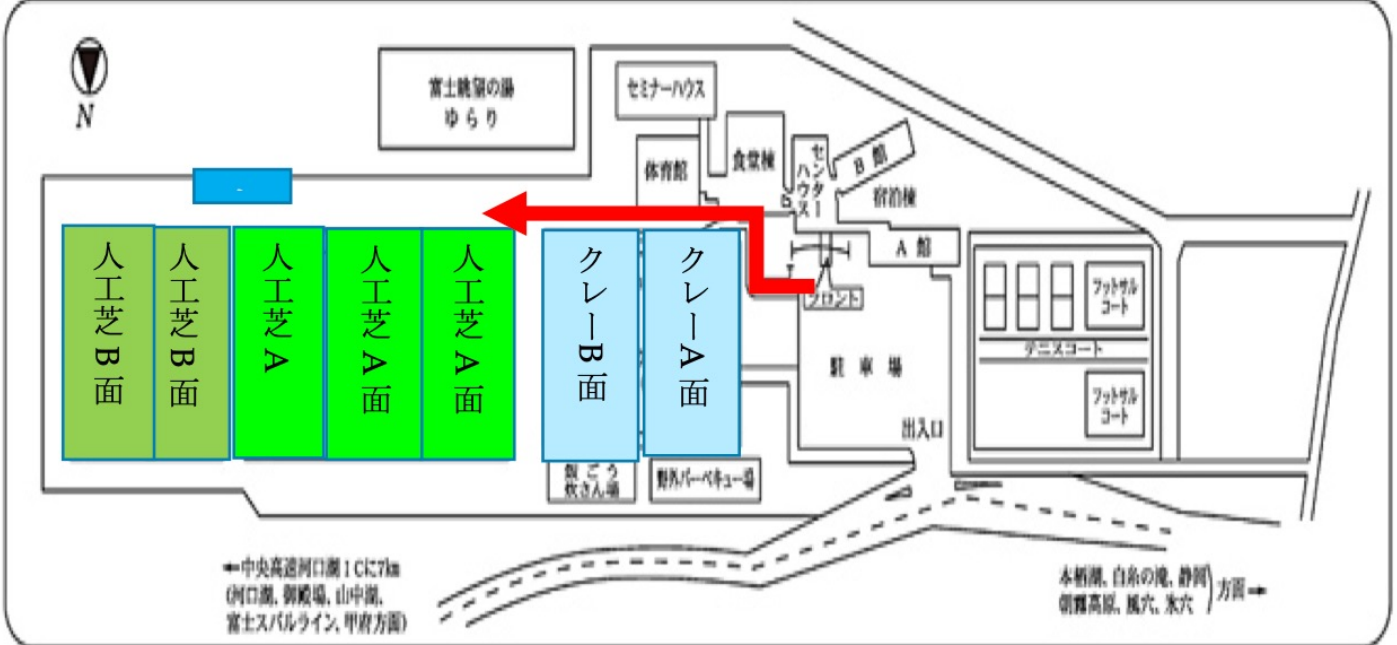 N
富士眺望の湯
ゆらり
セミナーハウス
体育館
食堂棟
センター
ハウス
B 館
宿泊棟
A 館
フロント
駐車場
出入口
フットサル
コート
テニスコート
フットサル
コート
人工芝B面
人工芝B面
人工芝A
人工芝A面
人工芝A面
クレーB面
クレーA面
飯ごう
炊さん場
野外バーベキュー場
←中央高速河口湖ICに7km
(河口湖、御殿場、山中湖、
富士スバルライン、甲府方面)
本栖湖、白糸の滝、静岡
朝霧高原、風穴、氷穴
)方面→